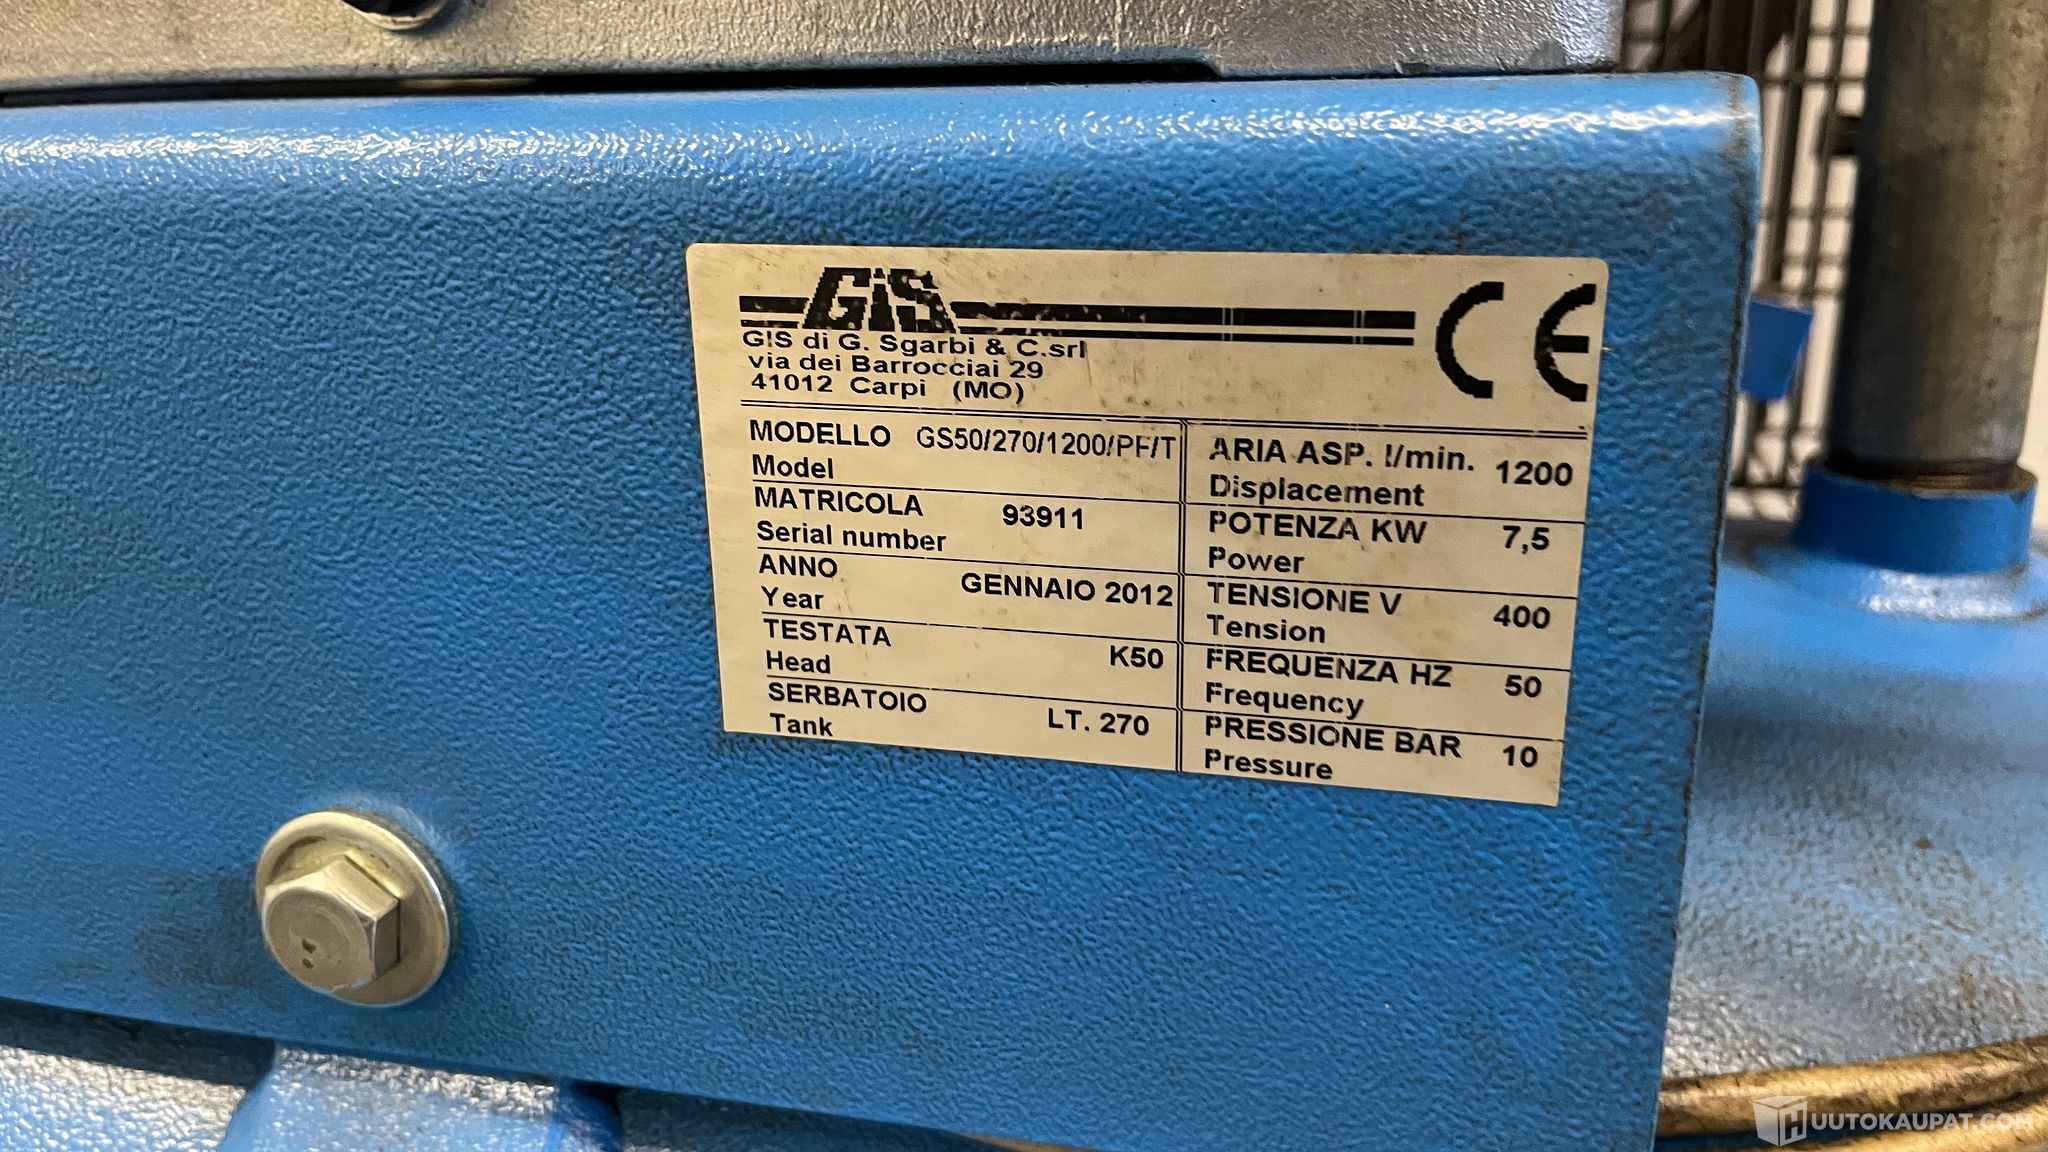 GIS
GIS di G. Sgarbi & C.srl
via dei Barrocciai 29
41012 Carpi (MO)
CE
MODELLO GS50/270/1200/PF/T
Model
MATRICOLA 93911
Serial number
ANNO GENNAIO 2012
Year
TESTATA K50
Head
SERBATOIO LT. 270
Tank
ARIA ASP. l/min. 1200
Displacement
POTENZA KW 7,5
Power
TENSIONE V 400
Tension
FREQUENZA HZ 50
Frequency
PRESSIONE BAR 10
Pressure
HUUTOKAUPAT.COM